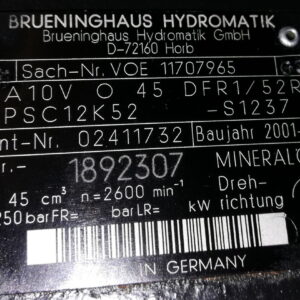 BRUENINGHAUS HYDROMATIK
Brueninghaus Hydromatik GmbH
D-72160 Horb
Sach-Nr. VOE 11707965
A10V O 45 DFR1/52R
PSC12K52 -S1237
nt-Nr. 02411732 Baujahr 2001
r.- 1892307 MINERALÖ
45 cm³ n=2600 min⁻¹ Dreh-
250 bar FR= bar LR= kW richtung
N GERMANY